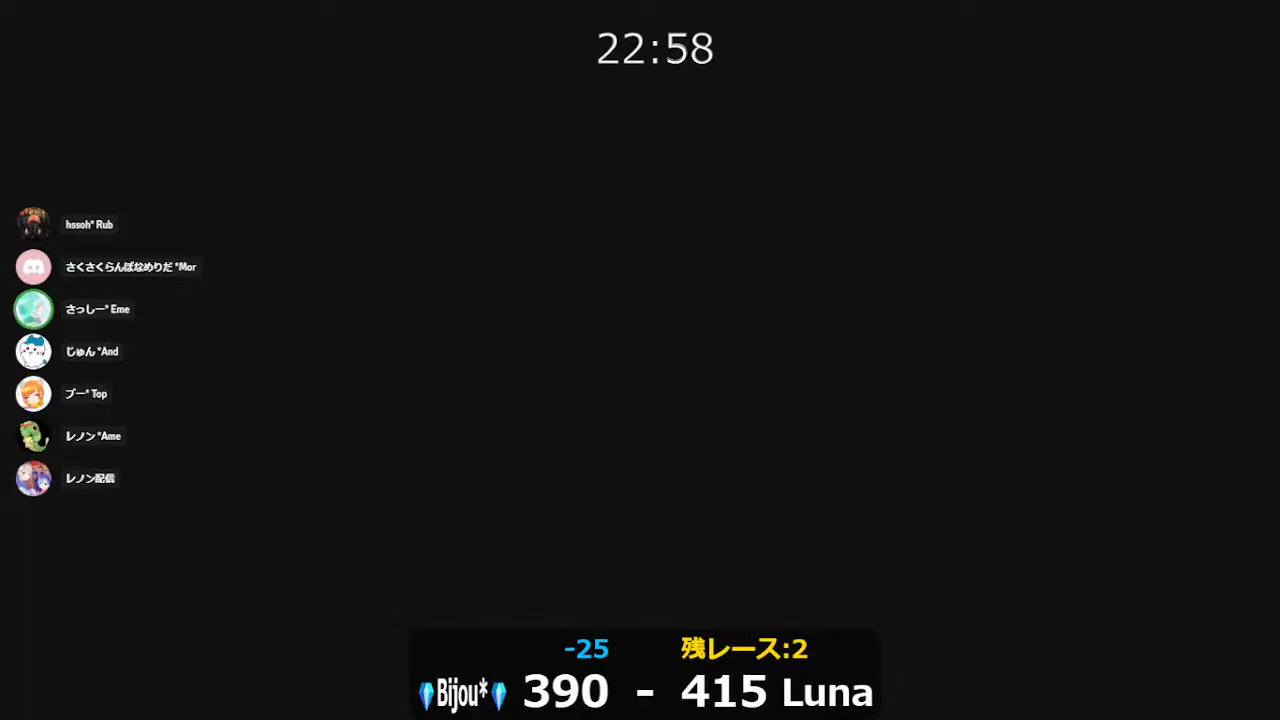 22:58
hssoh* Rub
さくさくらんぼなめりだ *Mor
さっしー* Eme
じゅん *And
プー* Top
レノン *Ame
レノン配信
-25 残レース:2
Bijou* 390 - 415 Luna